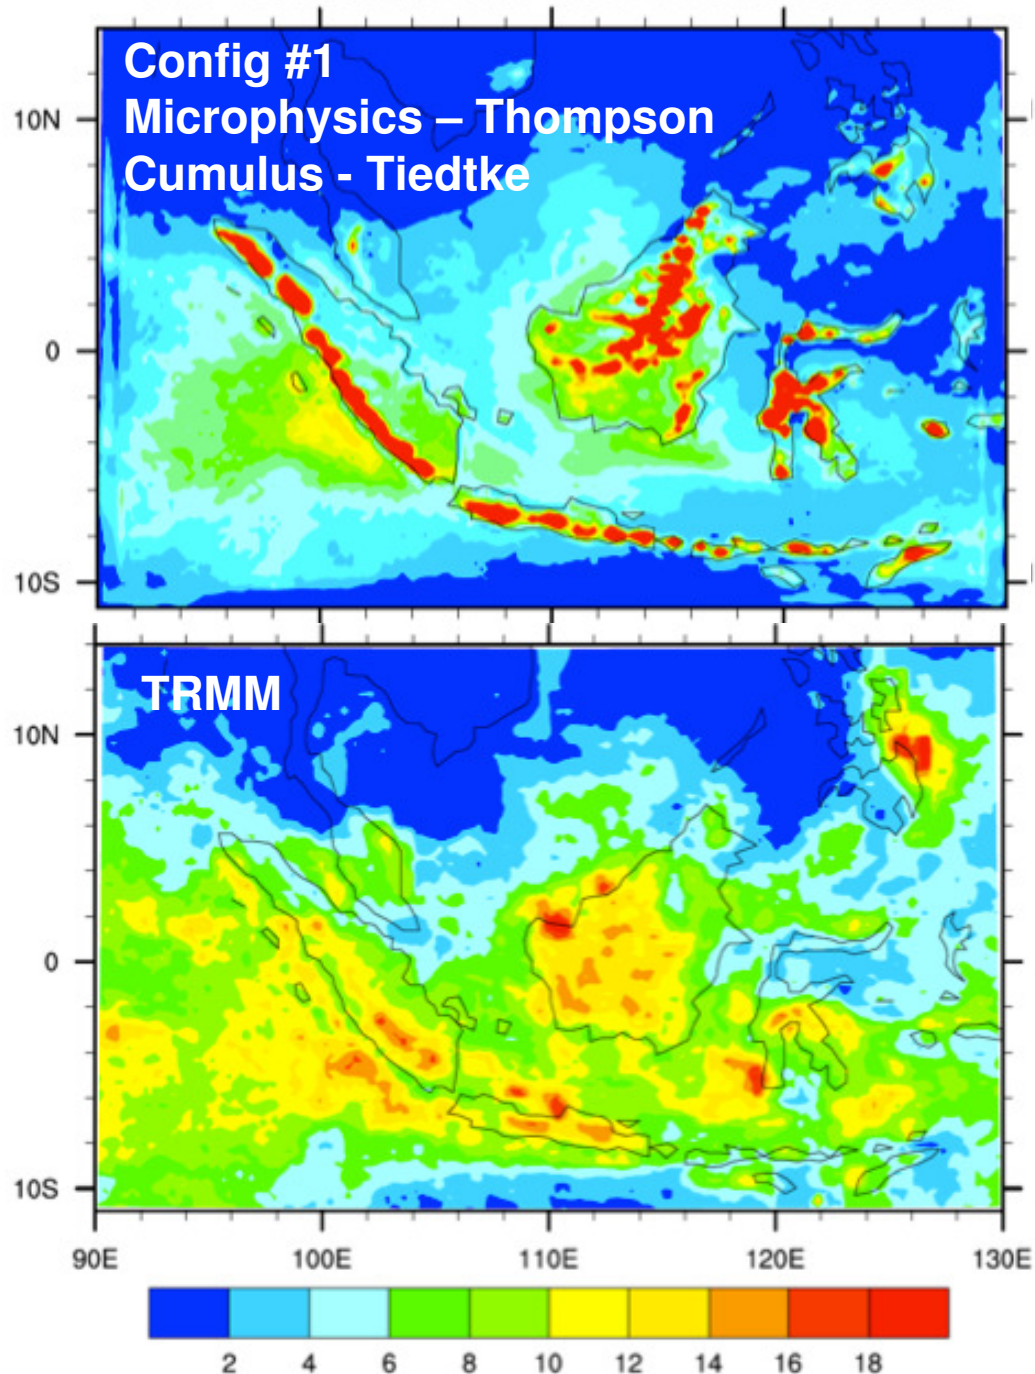 Config #1
Microphysics – Thompson
Cumulus - Tiedtke
10N
0
10S
TRMM
10N
0
10S
90E 100E 110E 120E 130E
2 4 6 8 10 12 14 16 18